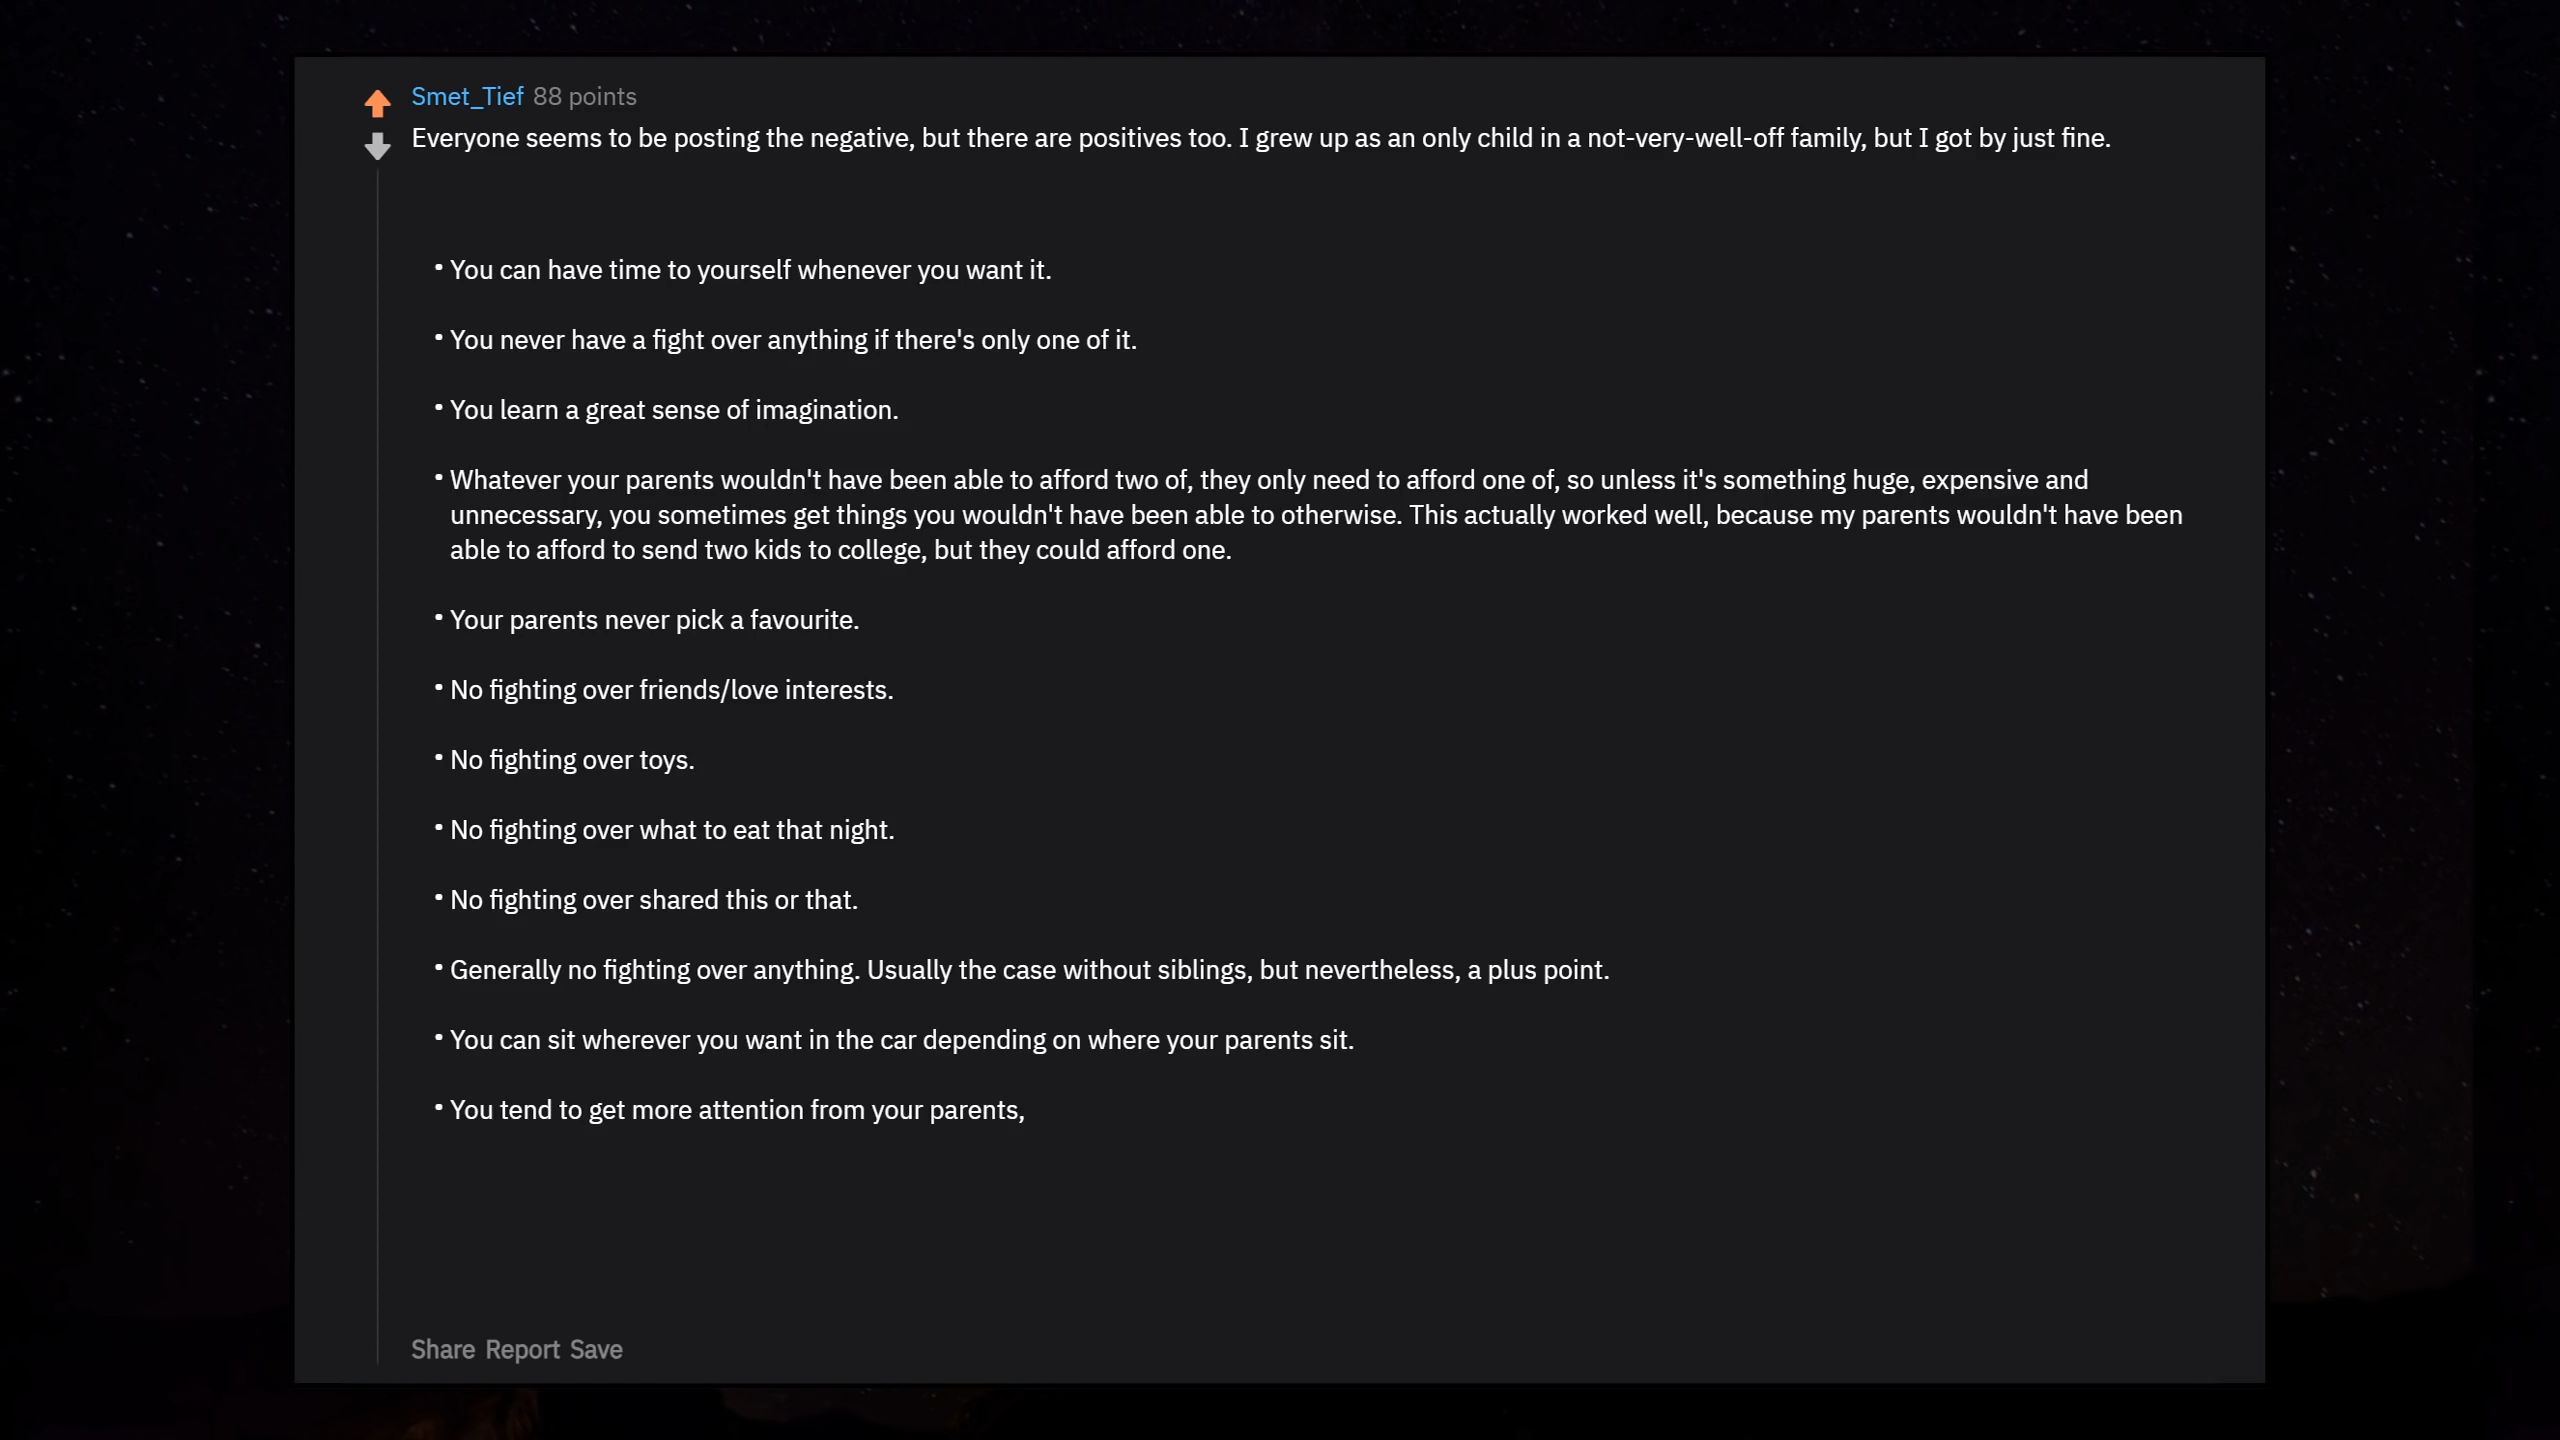 Smet_Tief 88 points
Everyone seems to be posting the negative, but there are positives too. I grew up as an only child in a not-very-well-off family, but I got by just fine.
• You can have time to yourself whenever you want it.
• You never have a fight over anything if there's only one of it.
• You learn a great sense of imagination.
• Whatever your parents wouldn't have been able to afford two of, they only need to afford one of, so unless it's something huge, expensive and
unnecessary, you sometimes get things you wouldn't have been able to otherwise. This actually worked well, because my parents wouldn't have been
able to afford to send two kids to college, but they could afford one.
• Your parents never pick a favourite.
• No fighting over friends/love interests.
• No fighting over toys.
• No fighting over what to eat that night.
• No fighting over shared this or that.
• Generally no fighting over anything. Usually the case without siblings, but nevertheless, a plus point.
• You can sit wherever you want in the car depending on where your parents sit.
• You tend to get more attention from your parents,
Share Report Save